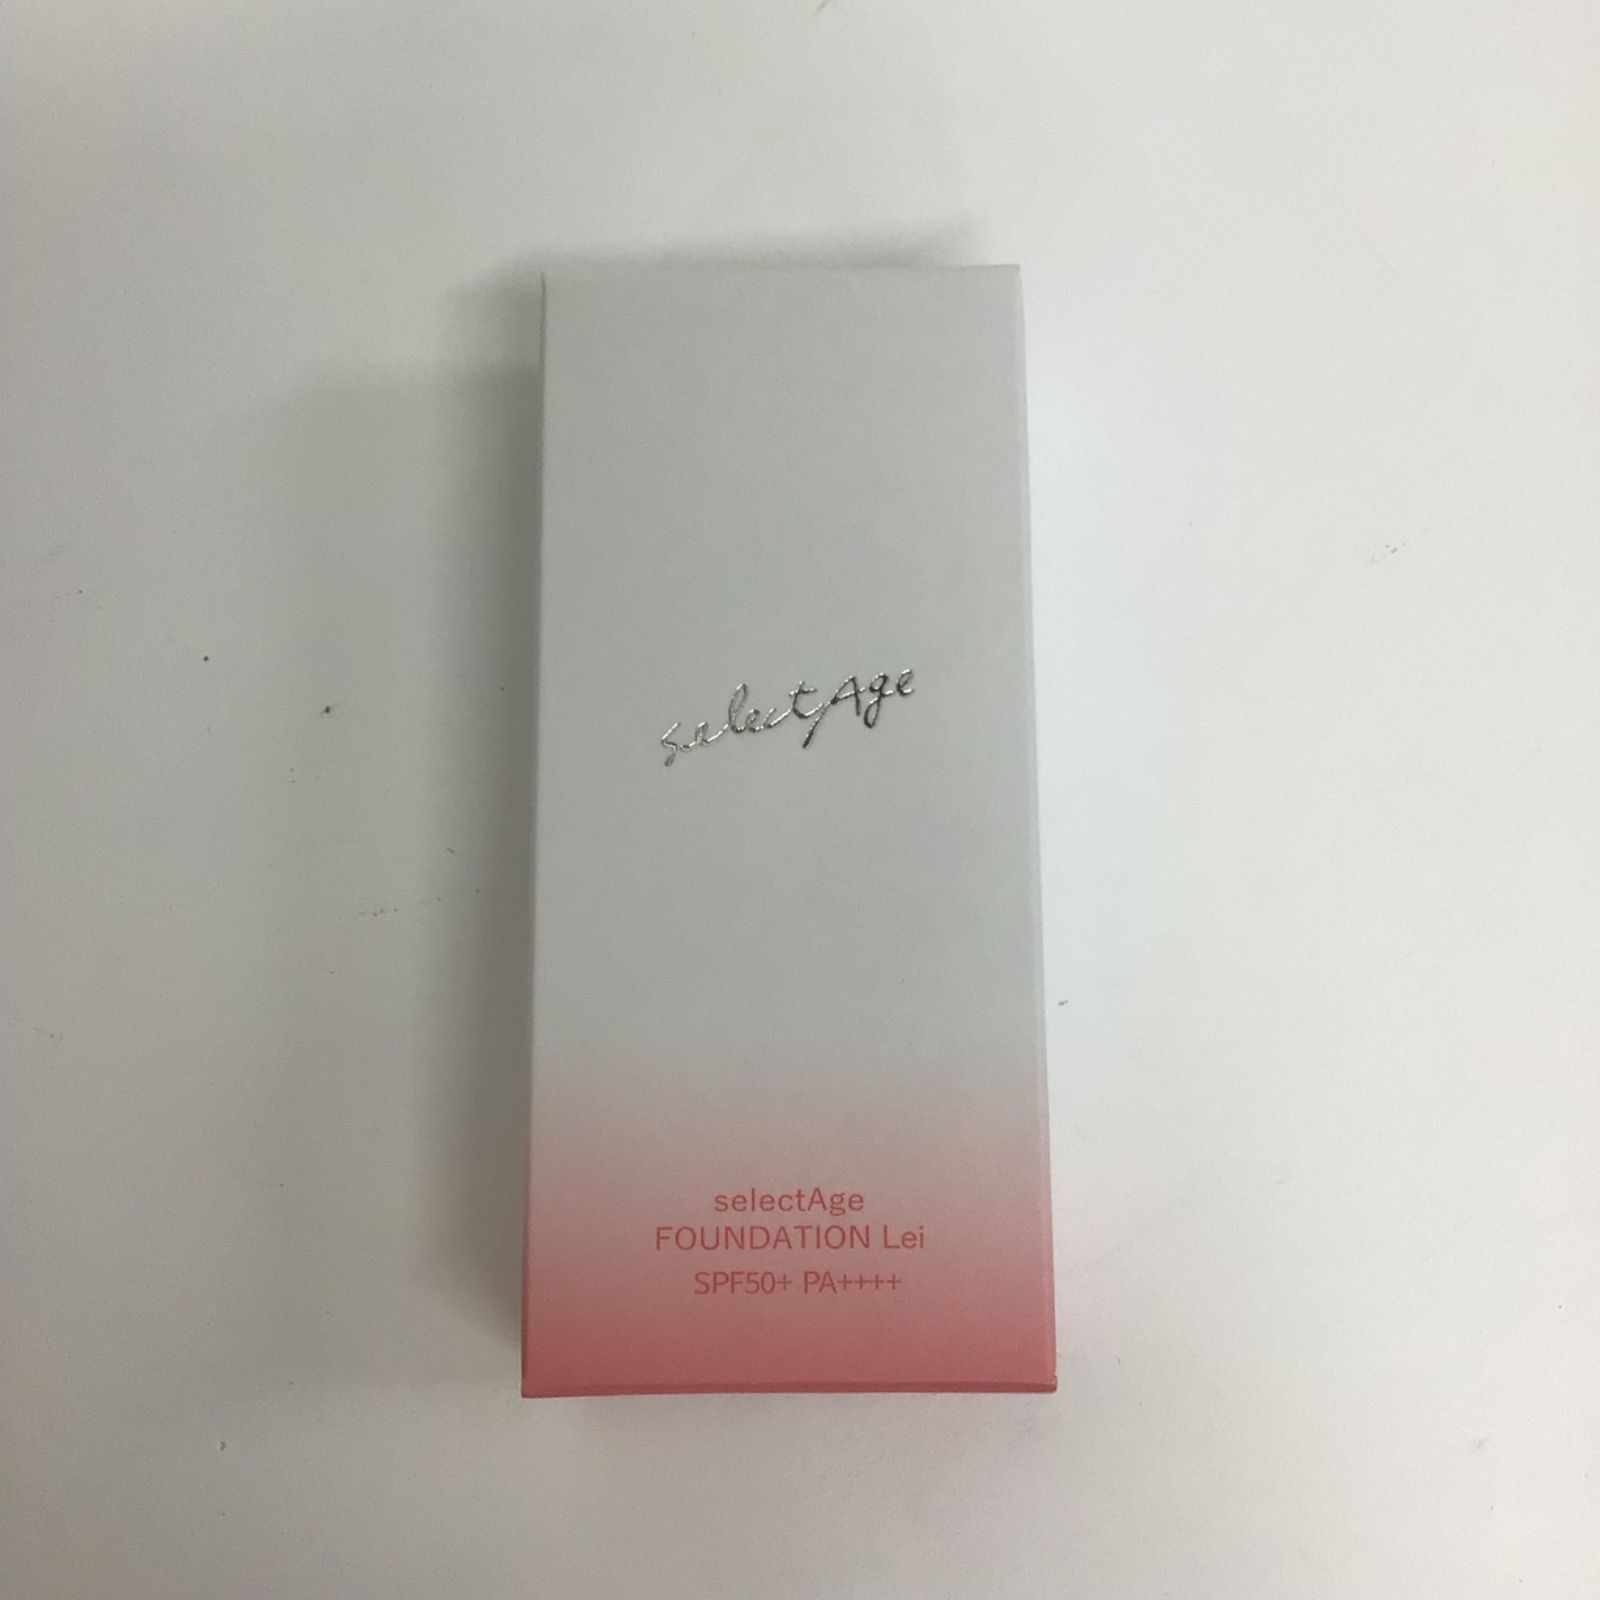 selectAge
selectAge
FOUNDATION Lei
SPF50+ PA++++